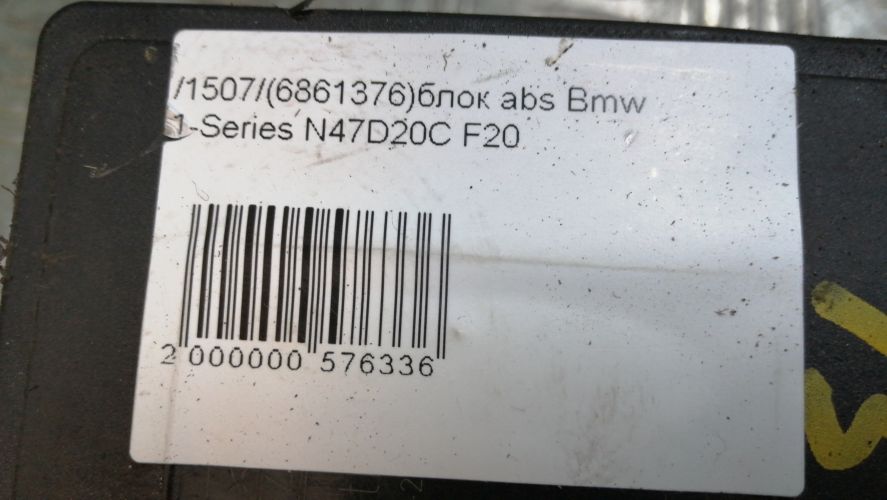 /1507/(6861376)блок abs Bmw
1-Series N47D20C F20
2 000000 576336